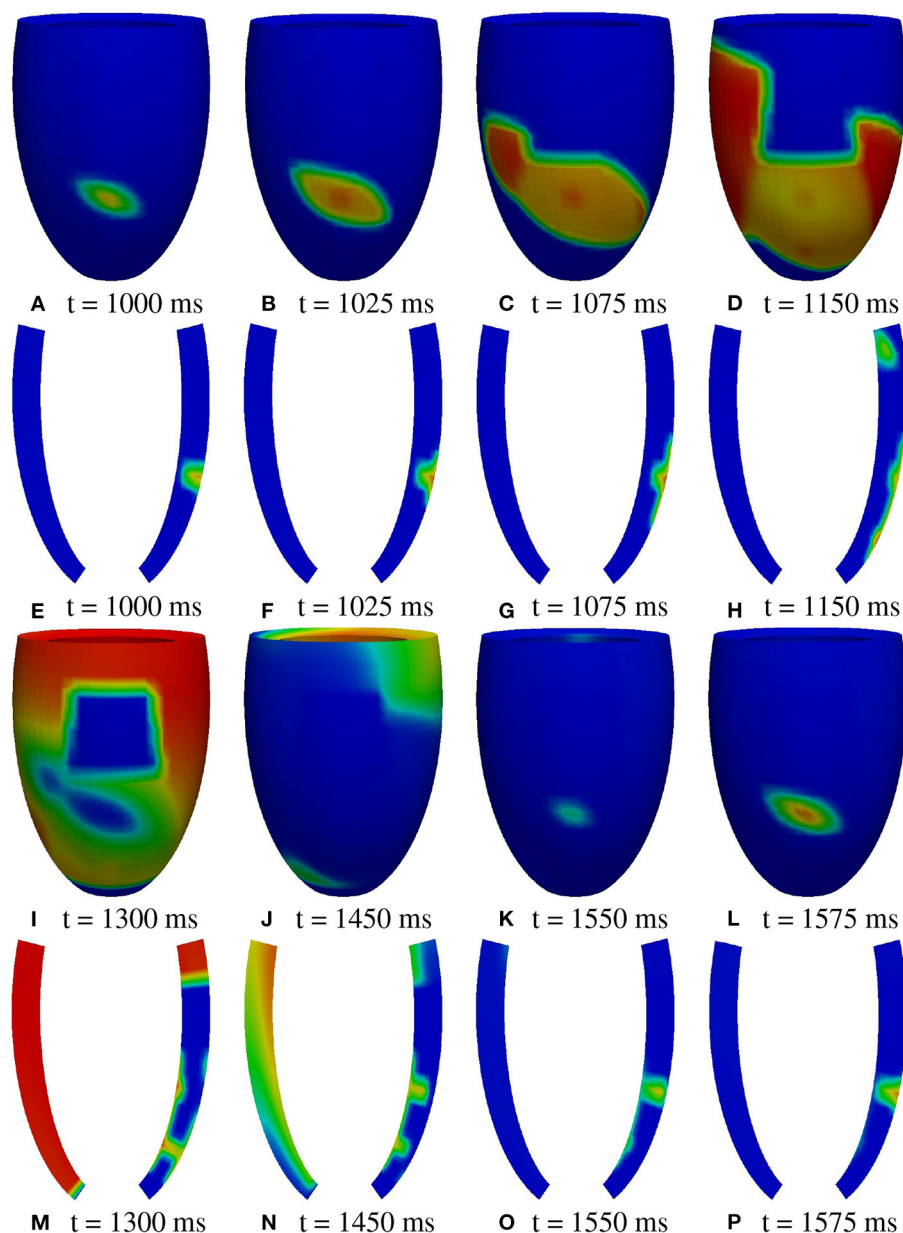 A t = 1000 ms B t = 1025 ms C t = 1075 ms D t = 1150 ms
E t = 1000 ms F t = 1025 ms G t = 1075 ms H t = 1150 ms
I t = 1300 ms J t = 1450 ms K t = 1550 ms L t = 1575 ms
M t = 1300 ms N t = 1450 ms O t = 1550 ms P t = 1575 ms